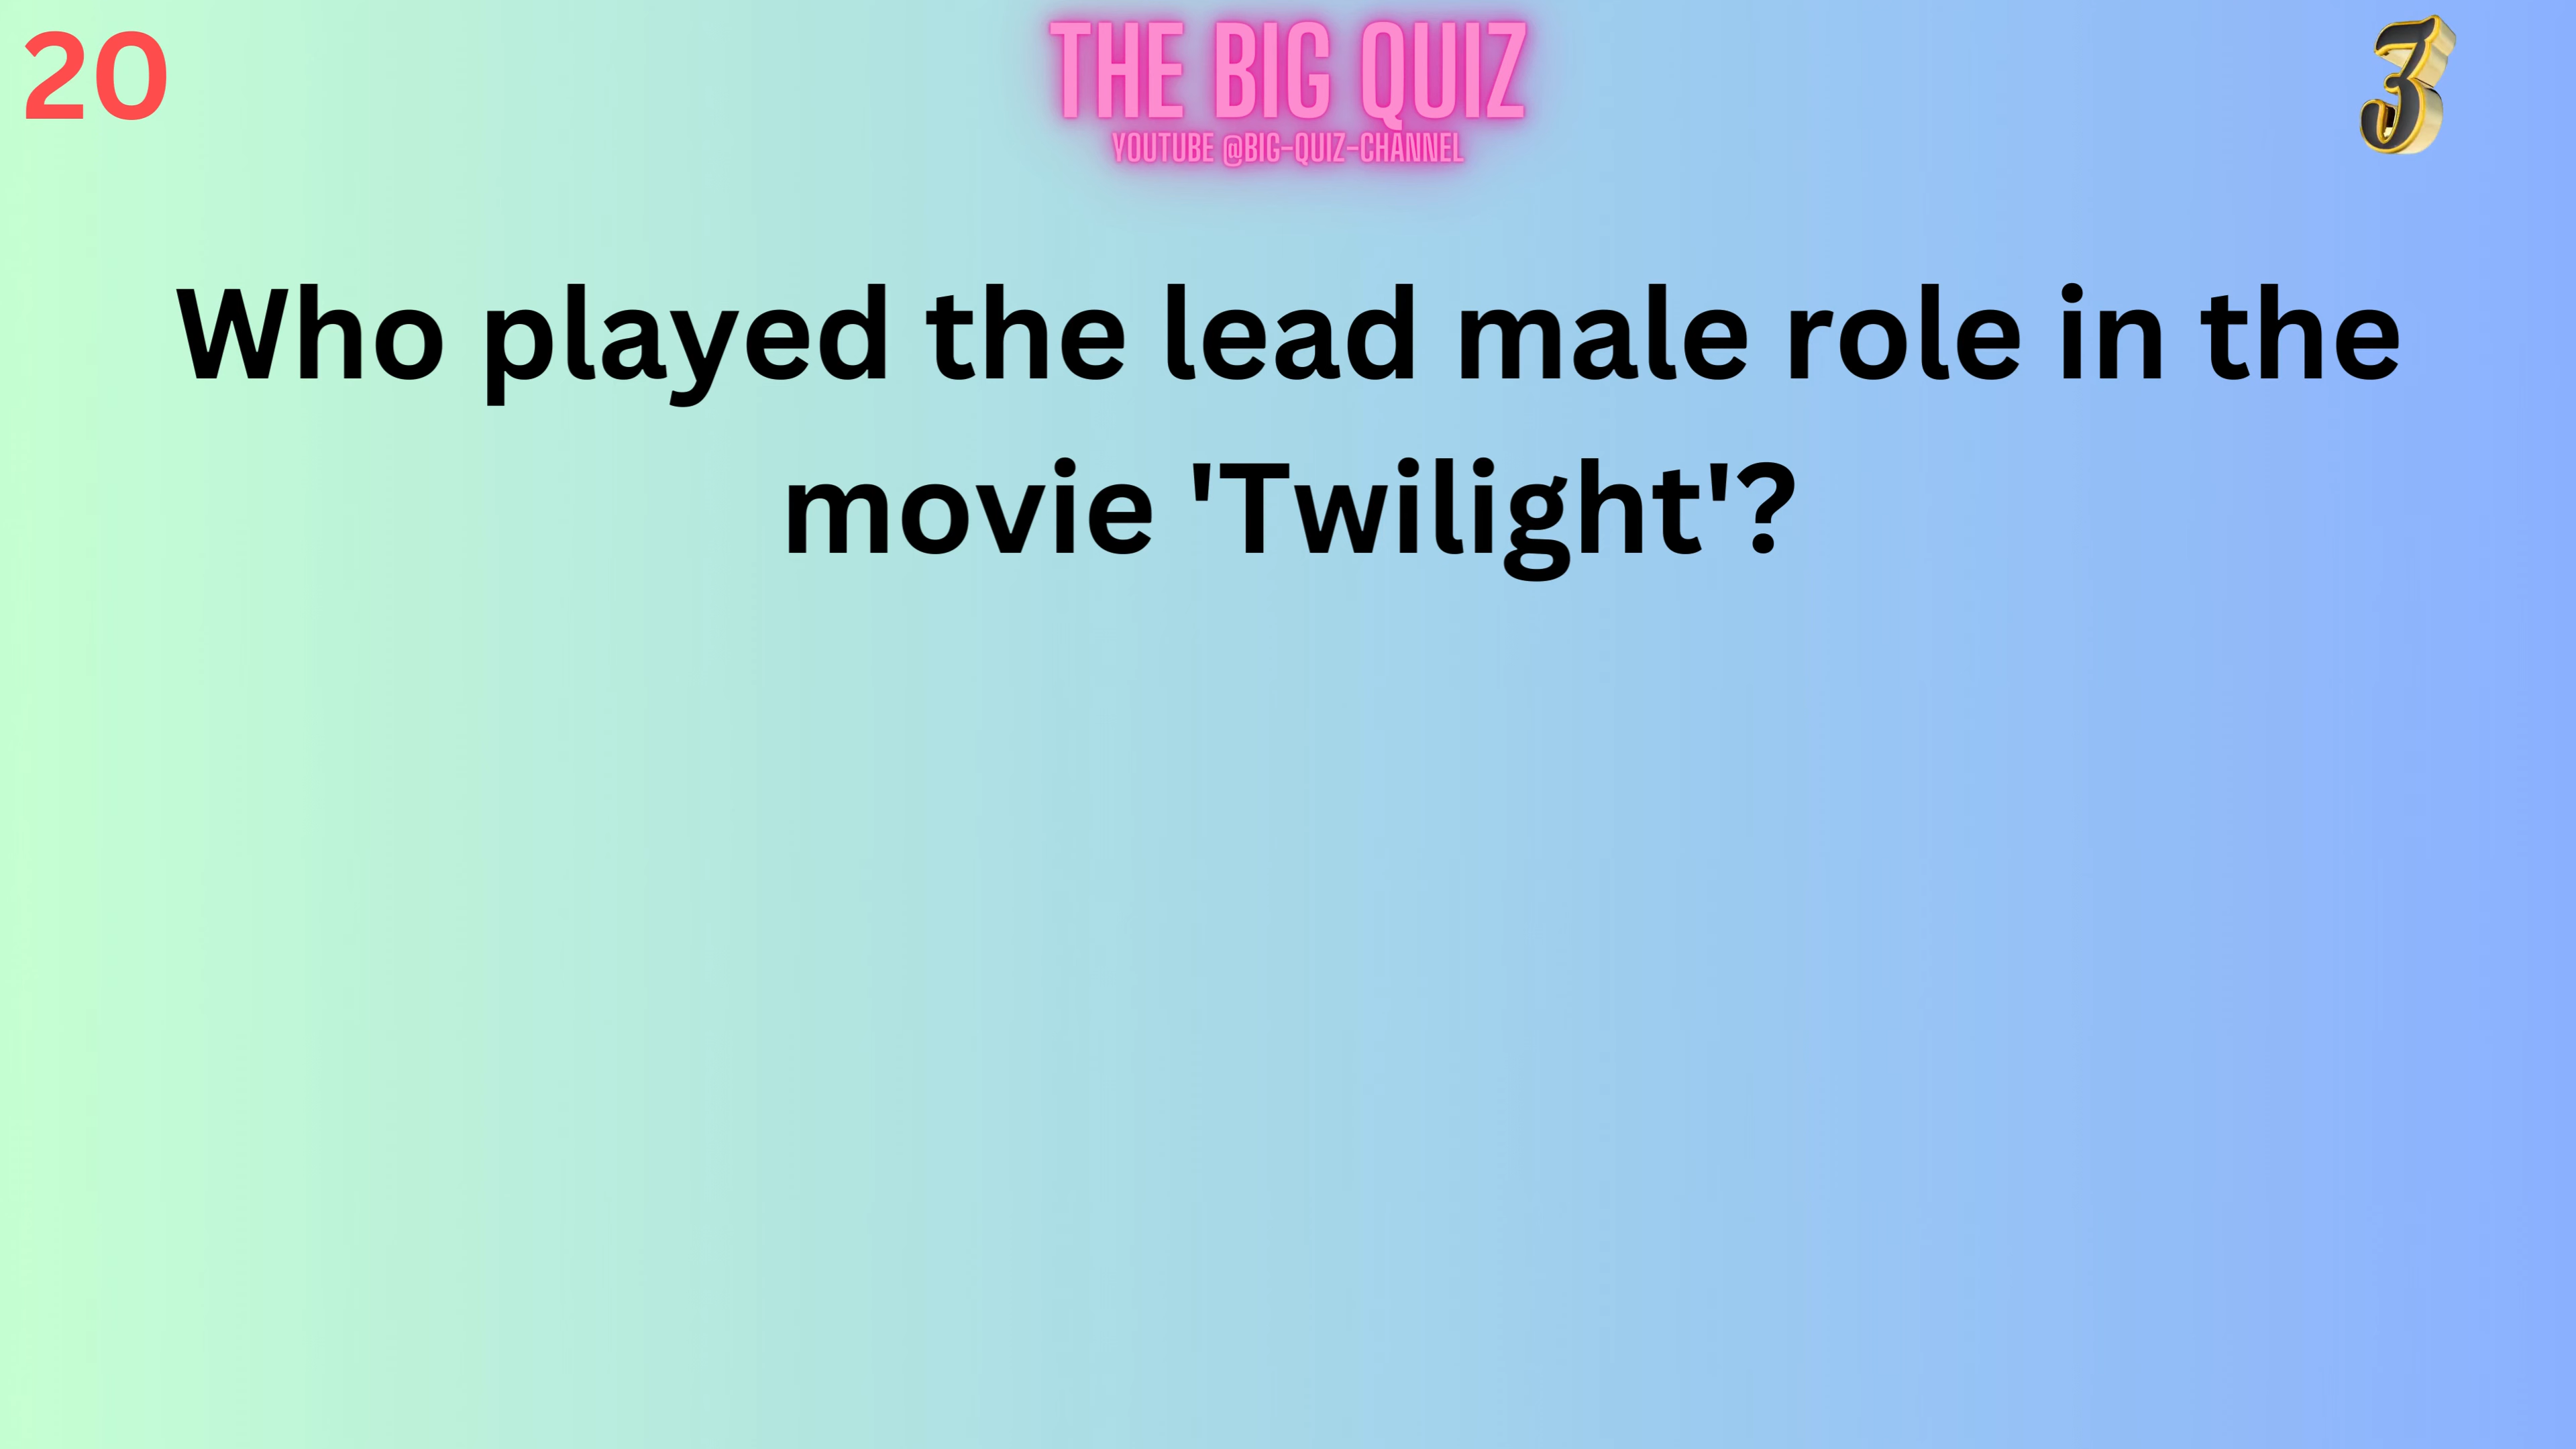 20
THE BIG QUIZ
YOUTUBE @BIG-QUIZ-CHANNEL
3
Who played the lead male role in the
movie 'Twilight'?